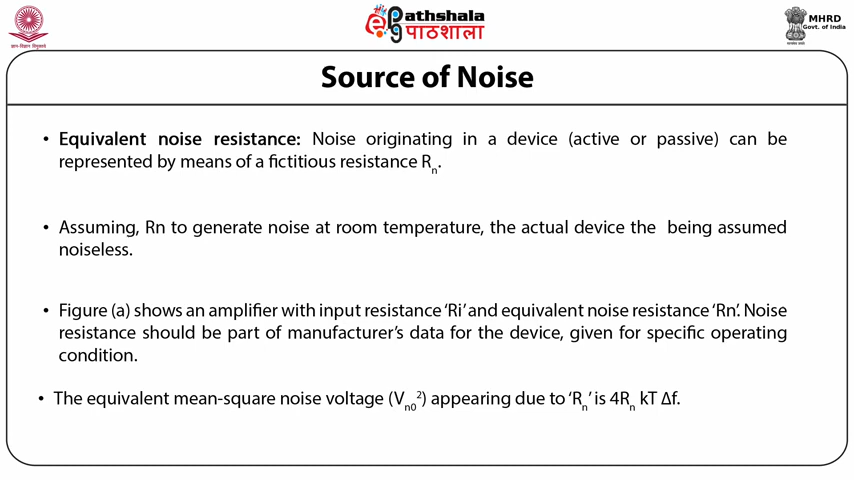 Pathshala
पाठशाला
MHRD
Govt. of India
Source of Noise
• Equivalent noise resistance: Noise originating in a device (active or passive) can be
represented by means of a fictitious resistance Rn.
• Assuming, Rn to generate noise at room temperature, the actual device the being assumed
noiseless.
• Figure (a) shows an amplifier with input resistance 'Ri' and equivalent noise resistance 'Rn'. Noise
resistance should be part of manufacturer's data for the device, given for specific operating
condition.
• The equivalent mean-square noise voltage (Vn0²) appearing due to 'Rn' is 4Rn kT Δf.